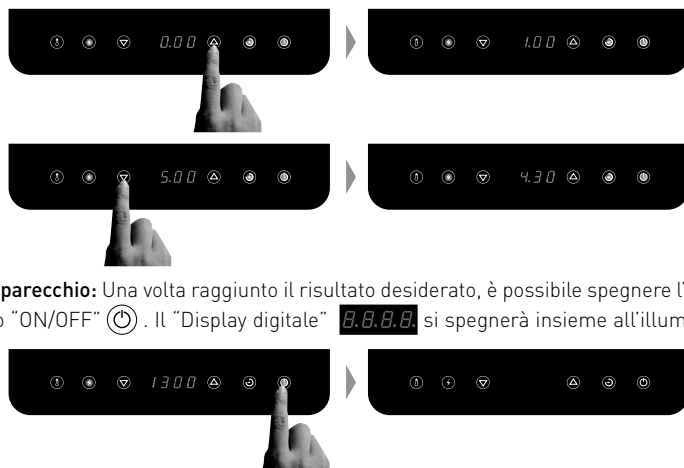 0.00 1.00
5.00 4.30
parecchio: Una volta raggiunto il risultato desiderato, è possibile spegnere l'
o “ON/OFF” . Il “Display digitale” 8.8.8.8. si spegnerà insieme all'illum
1300